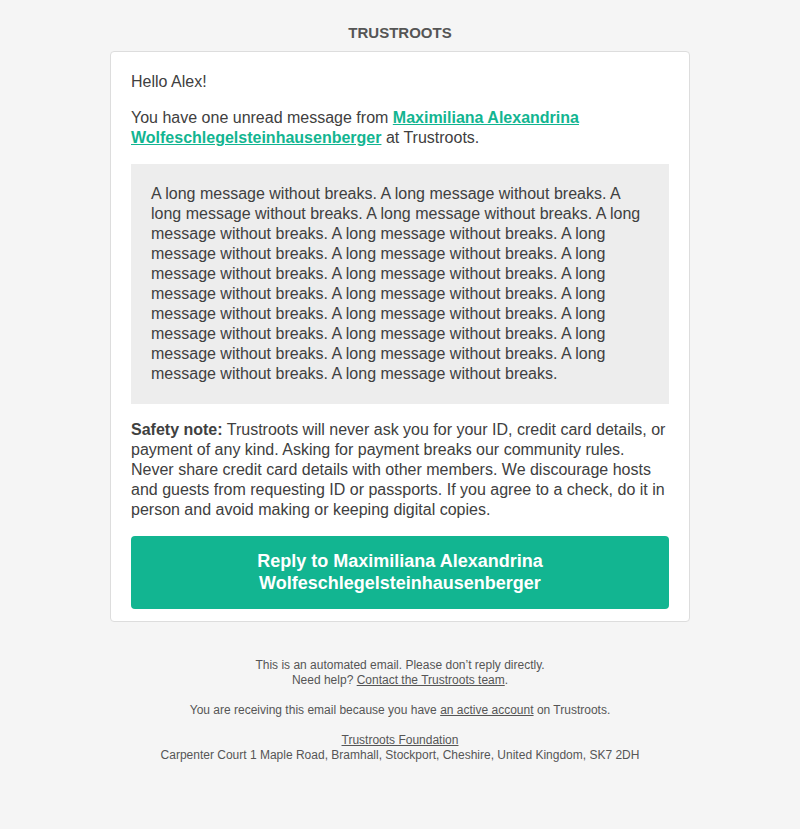 TRUSTROOTS
Hello Alex!
You have one unread message from Maximiliana Alexandrina
Wolfeschlegelsteinhausenberger at Trustroots.
A long message without breaks. A long message without breaks. A
long message without breaks. A long message without breaks. A long
message without breaks. A long message without breaks. A long
message without breaks. A long message without breaks. A long
message without breaks. A long message without breaks. A long
message without breaks. A long message without breaks. A long
message without breaks. A long message without breaks. A long
message without breaks. A long message without breaks. A long
message without breaks. A long message without breaks. A long
message without breaks. A long message without breaks.
Safety note: Trustroots will never ask you for your ID, credit card details, or
payment of any kind. Asking for payment breaks our community rules.
Never share credit card details with other members. We discourage hosts
and guests from requesting ID or passports. If you agree to a check, do it in
person and avoid making or keeping digital copies.
Reply to Maximiliana Alexandrina
Wolfeschlegelsteinhausenberger
This is an automated email. Please don’t reply directly.
Need help? Contact the Trustroots team.
You are receiving this email because you have an active account on Trustroots.
Trustroots Foundation
Carpenter Court 1 Maple Road, Bramhall, Stockport, Cheshire, United Kingdom, SK7 2DH